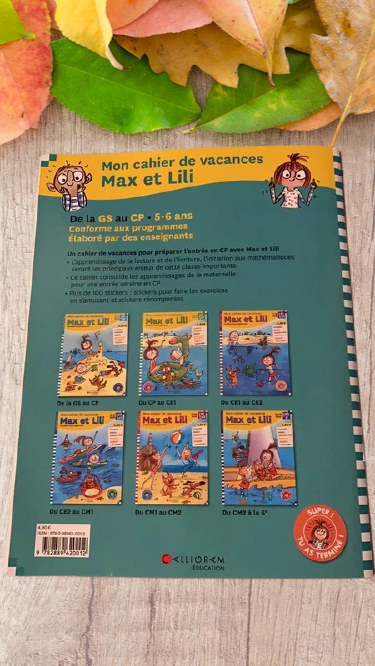 Mon cahier de vacances
Max et Lili
De la GS au CP • 5-6 ans
Conforme aux programmes
Élaboré par des enseignants
Un cahier de vacances pour préparer l'entrée en CP avec Max et Lili
• L'apprentissage de la lecture et de l'écriture, l'initiation aux mathématiques
seront les principaux enjeux de cette classe importante
• Ce cahier consolide les apprentissages de la maternelle
pour une entrée sereine en CP
• Plus de 100 stickers : stickers pour faire les exercices
en s'amusant et stickers récompenses
Max et Lili
Max et Lili
Max et Lili
De la GS au CP
Du CP au CE1
Du CE1 au CE2
Max et Lili
Max et Lili
Max et Lili
Du CE2 au CM1
Du CM1 au CM2
Du CM2 à la 6e
SUPER !
TU AS TERMINÉ !
4,90 €
9 782889 420012
CALLIGRAM
ÉDUCATION